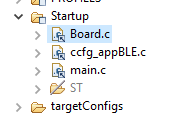 Startup
Board.c
ccfg_appBLE.c
main.c
ST
targetConfigs